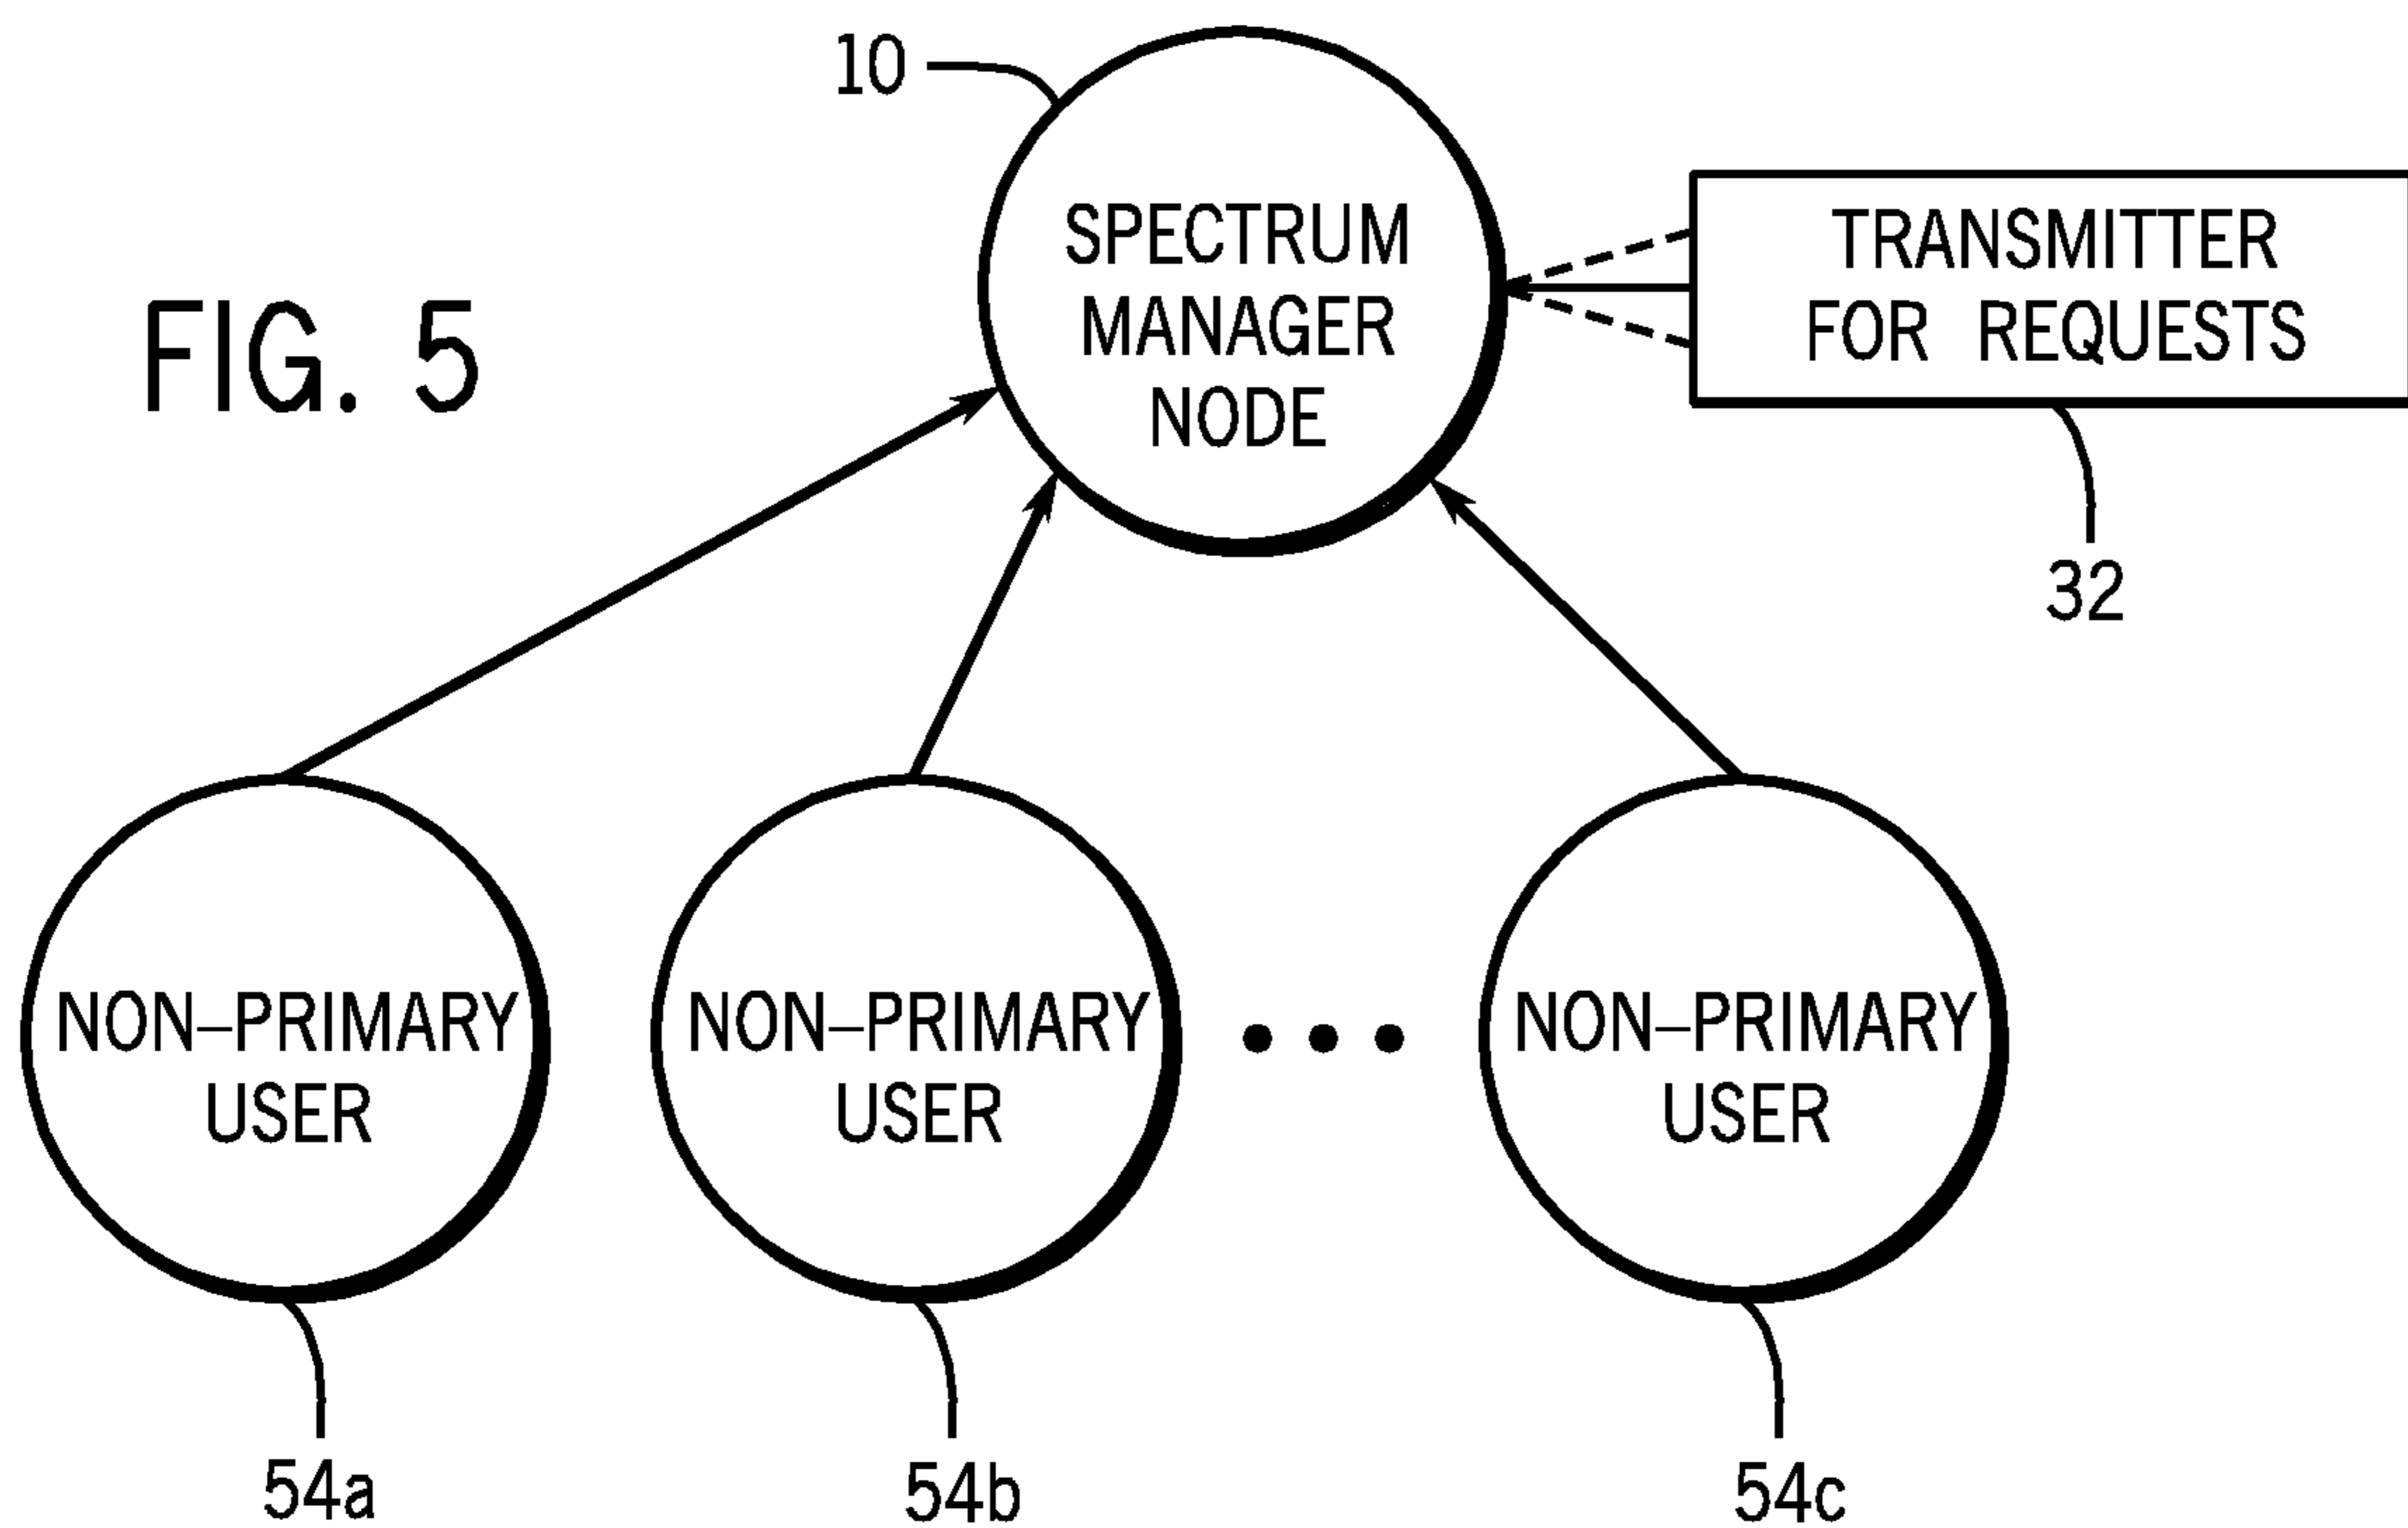 10
SPECTRUM
MANAGER
NODE
TRANSMITTER
FOR REQUESTS
32
FIG. 5
NON–PRIMARY
USER
NON–PRIMARY
USER
NON–PRIMARY
USER
54a
54b
54c